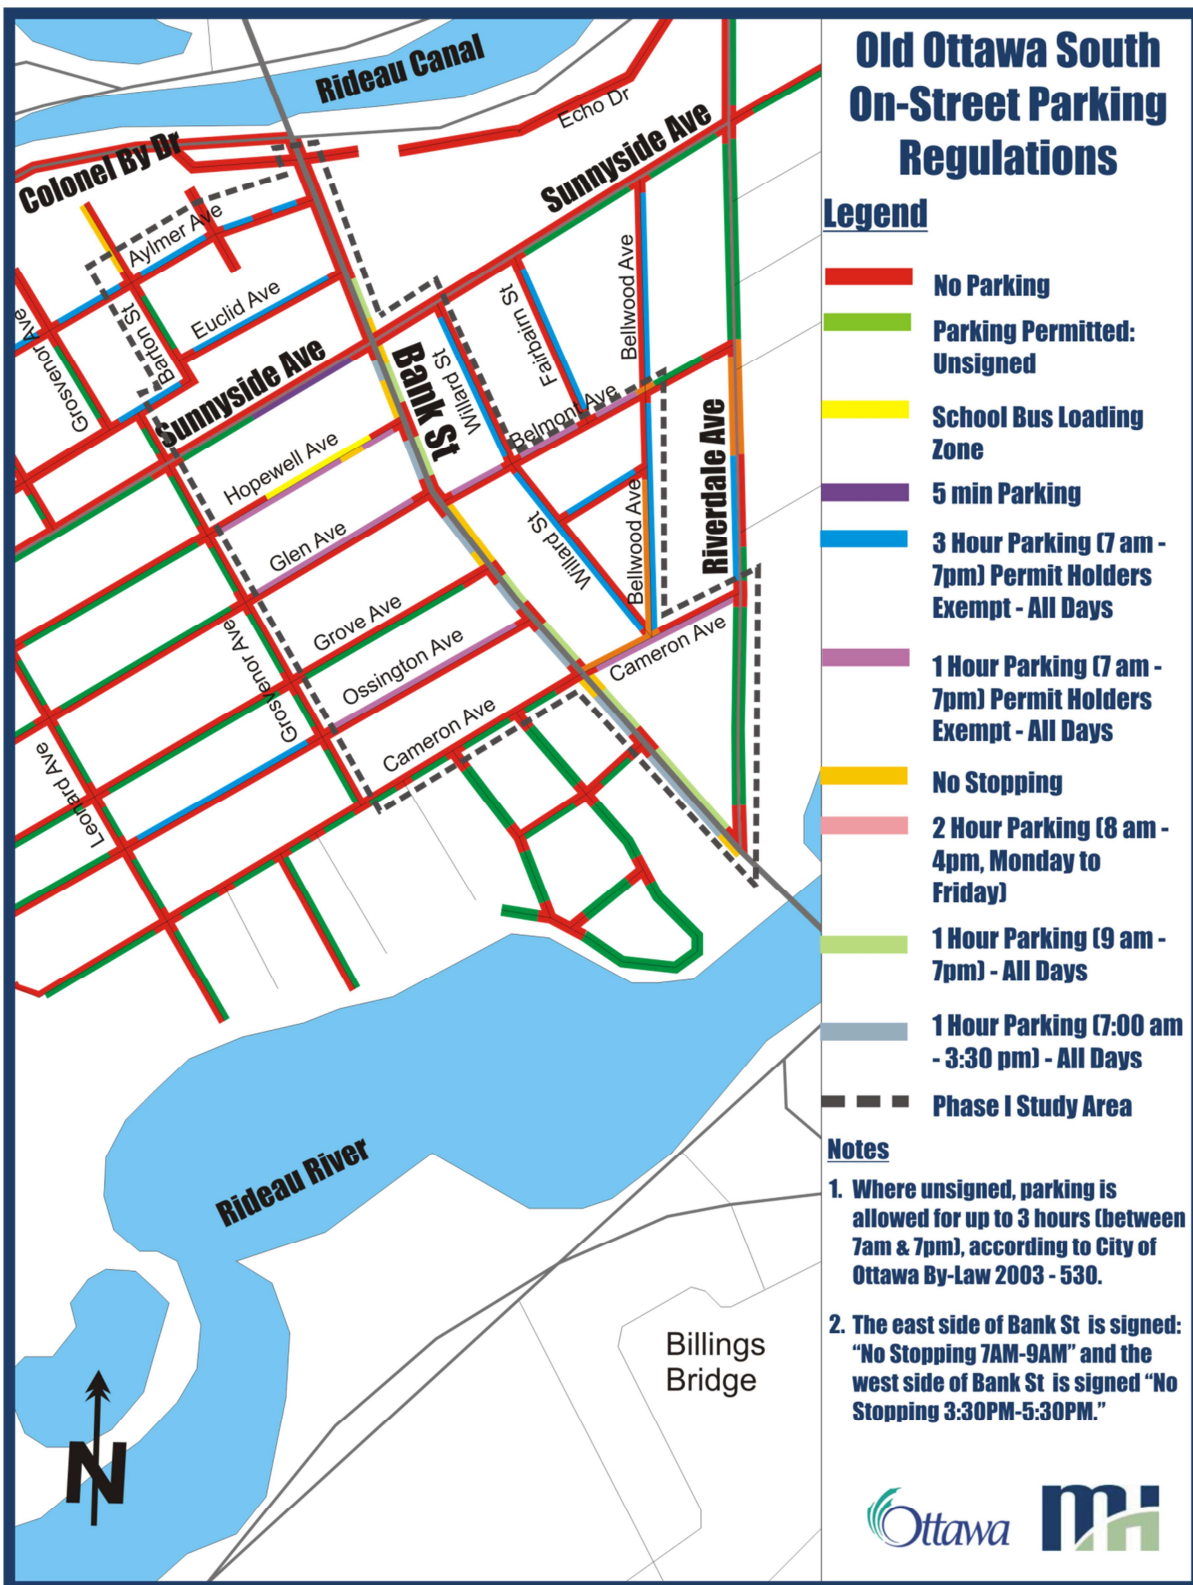 Old Ottawa South
On-Street Parking
Regulations
Legend
No Parking
Parking Permitted:
Unsigned
School Bus Loading
Zone
5 min Parking
3 Hour Parking (7 am -
7pm) Permit Holders
Exempt - All Days
1 Hour Parking (7 am -
7pm) Permit Holders
Exempt - All Days
No Stopping
2 Hour Parking (8 am -
4pm, Monday to
Friday)
1 Hour Parking (9 am -
7pm) - All Days
1 Hour Parking (7:00 am
- 3:30 pm) - All Days
Phase I Study Area
Notes
1. Where unsigned, parking is
allowed for up to 3 hours (between
7am & 7pm), according to City of
Ottawa By-Law 2003 - 530.
2. The east side of Bank St is signed:
“No Stopping 7AM-9AM” and the
west side of Bank St is signed “No
Stopping 3:30PM-5:30PM.”
Ottawa
mH
Rideau Canal
Echo Dr
Colonel By Dr
Sunnyside Ave
Aylmer Ave
Euclid Ave
Barton St
Grosvenor Ave
Sunnyside Ave
Bank St
Willard St
Fairbairn St
Bellwood Ave
Belmont Ave
Riverdale Ave
Hopewell Ave
Glen Ave
Willard St
Bellwood Ave
Grove Ave
Ossington Ave
Cameron Ave
Cameron Ave
Grosvenor Ave
Leonard Ave
Rideau River
Billings
Bridge
N